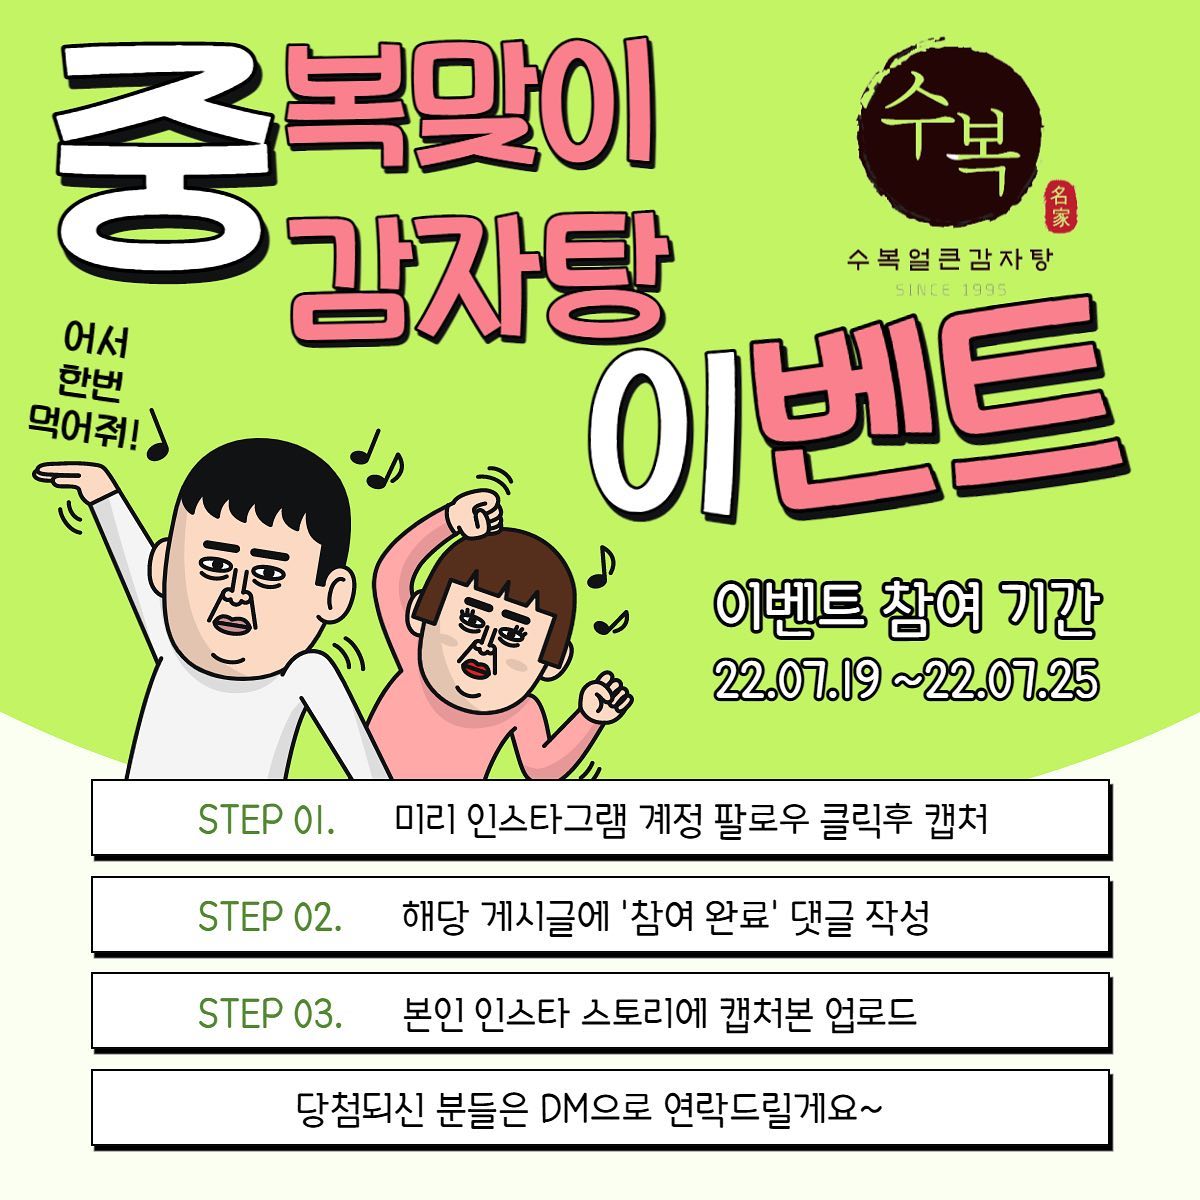 중복맞이
감자탕
이벤트
수복
名家
수복얼큰감자탕
SINCE 1995
어서
한번
먹어줘!
이벤트 참여 기간
22.07.19 ~22.07.25
STEP 01. 미리 인스타그램 계정 팔로우 클릭후 캡처
STEP 02. 해당 게시글에 '참여 완료' 댓글 작성
STEP 03. 본인 인스타 스토리에 캡처본 업로드
당첨되신 분들은 DM으로 연락드릴게요~